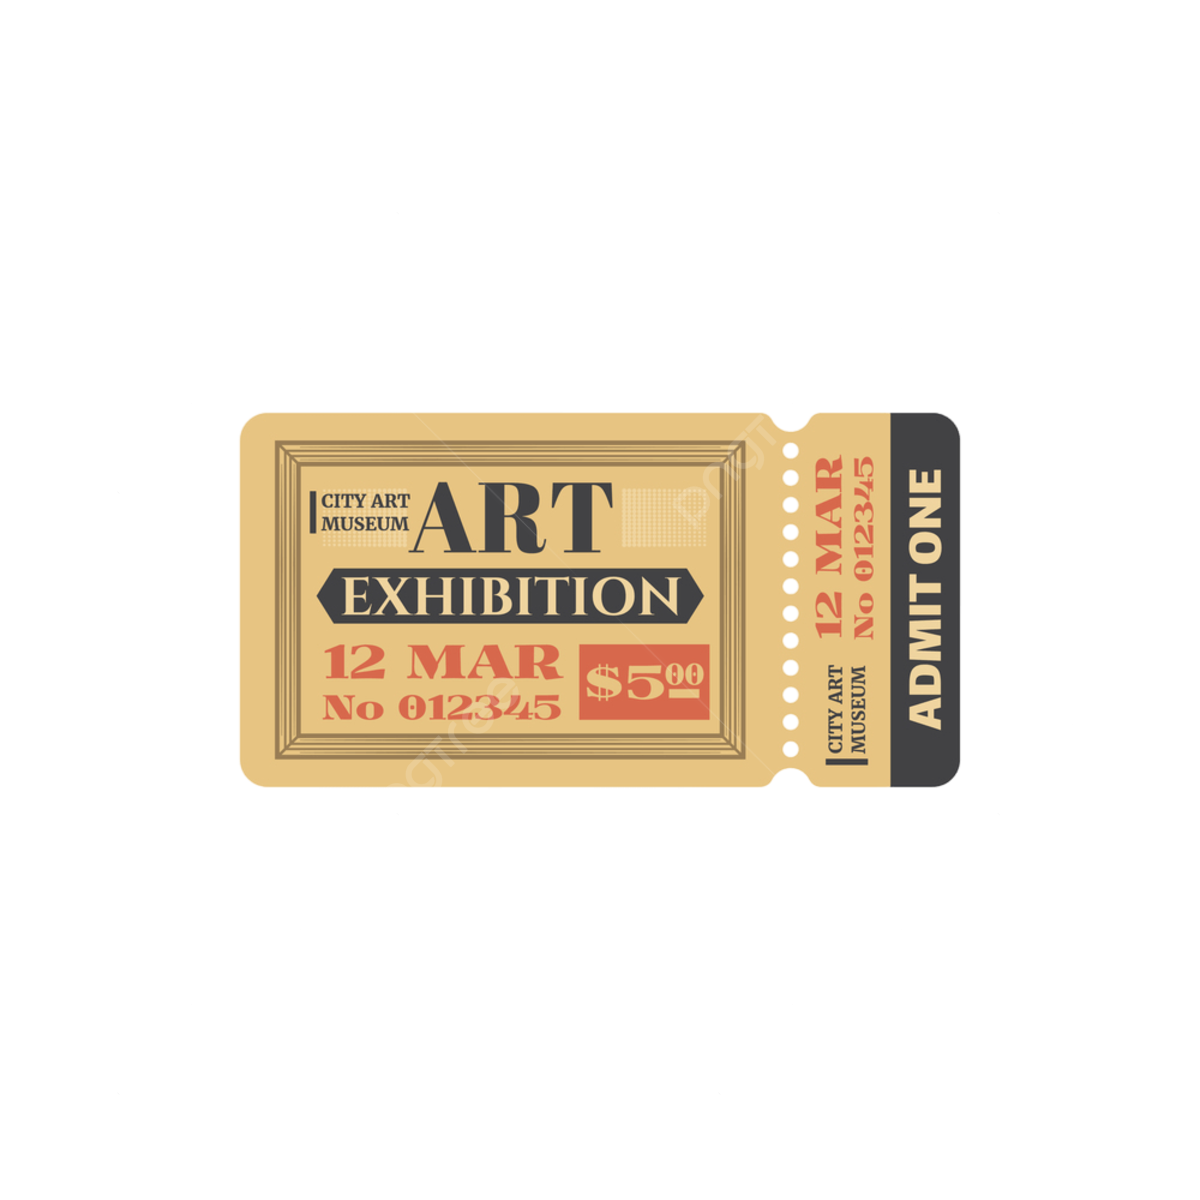 CITY ART
MUSEUM
ART
EXHIBITION
12 MAR
No 012345
$5.00
12 MAR
No 012345
CITY ART
MUSEUM
ADMIT ONE
pngtree